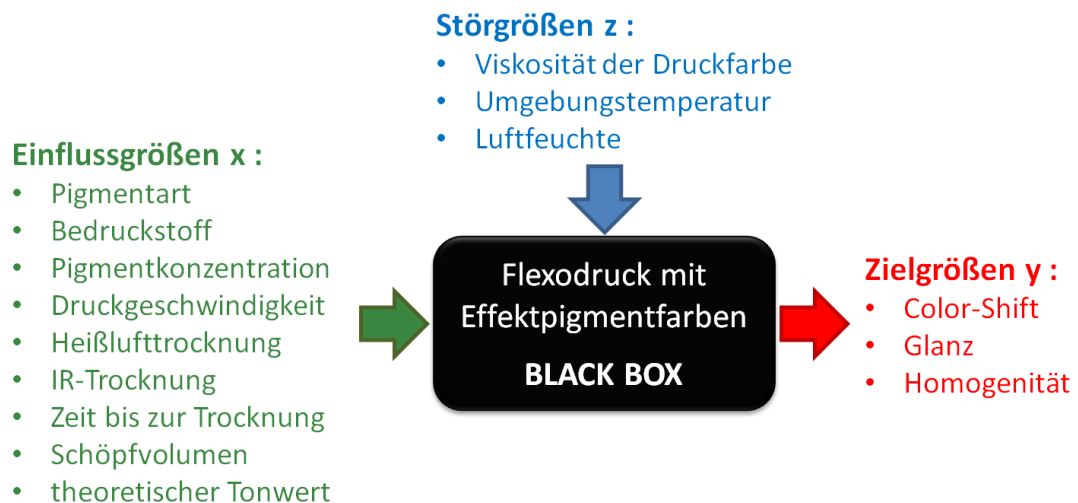 Störgrößen z :
• Viskosität der Druckfarbe
• Umgebungstemperatur
• Luftfeuchte
Einflussgrößen x :
• Pigmentart
• Bedruckstoff
• Pigmentkonzentration
• Druckgeschwindigkeit
• Heißlufttrocknung
• IR-Trocknung
• Zeit bis zur Trocknung
• Schöpfvolumen
• theoretischer Tonwert
Flexodruck mit
Effektpigmentfarben
BLACK BOX
Zielgrößen y :
• Color-Shift
• Glanz
• Homogenität